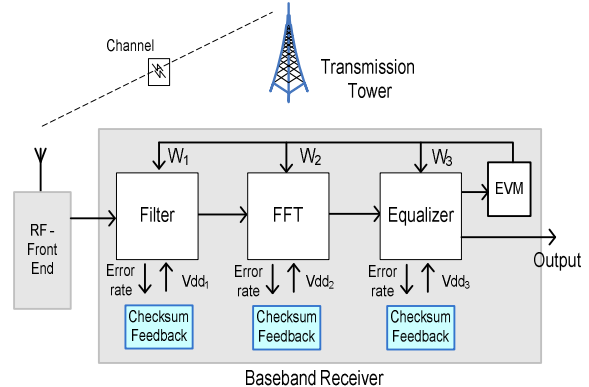 Channel
Transmission
Tower
W1
W2
W3
EVM
RF -
Front
End
Filter
FFT
Equalizer
Output
Error
rate
Vdd1
Error
rate
Vdd2
Error
rate
Vdd3
Checksum
Feedback
Checksum
Feedback
Checksum
Feedback
Baseband Receiver